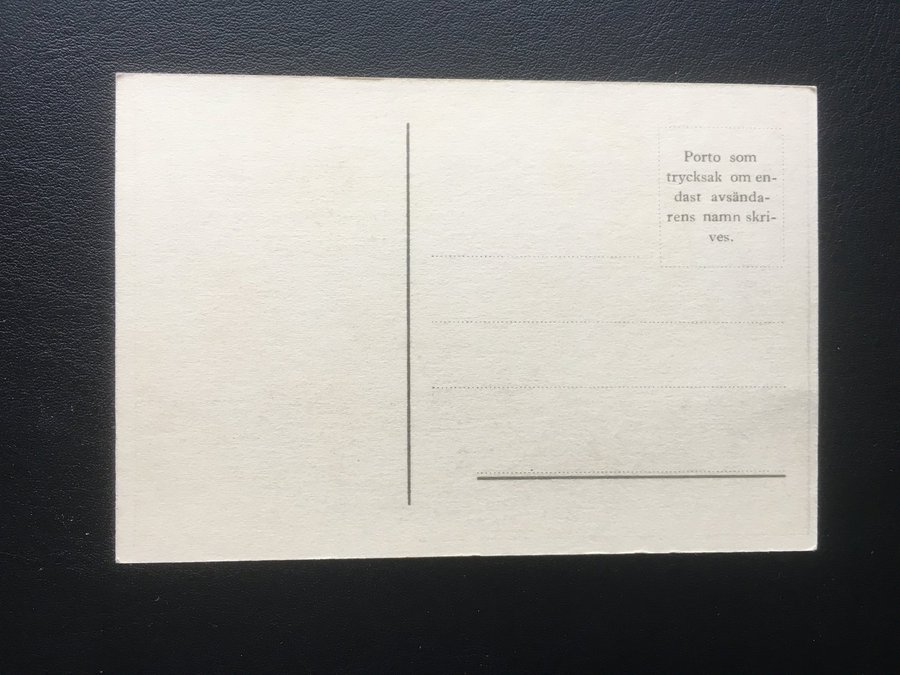 Porto som
trycksak om en-
dast avsända-
rens namn skri-
ves.